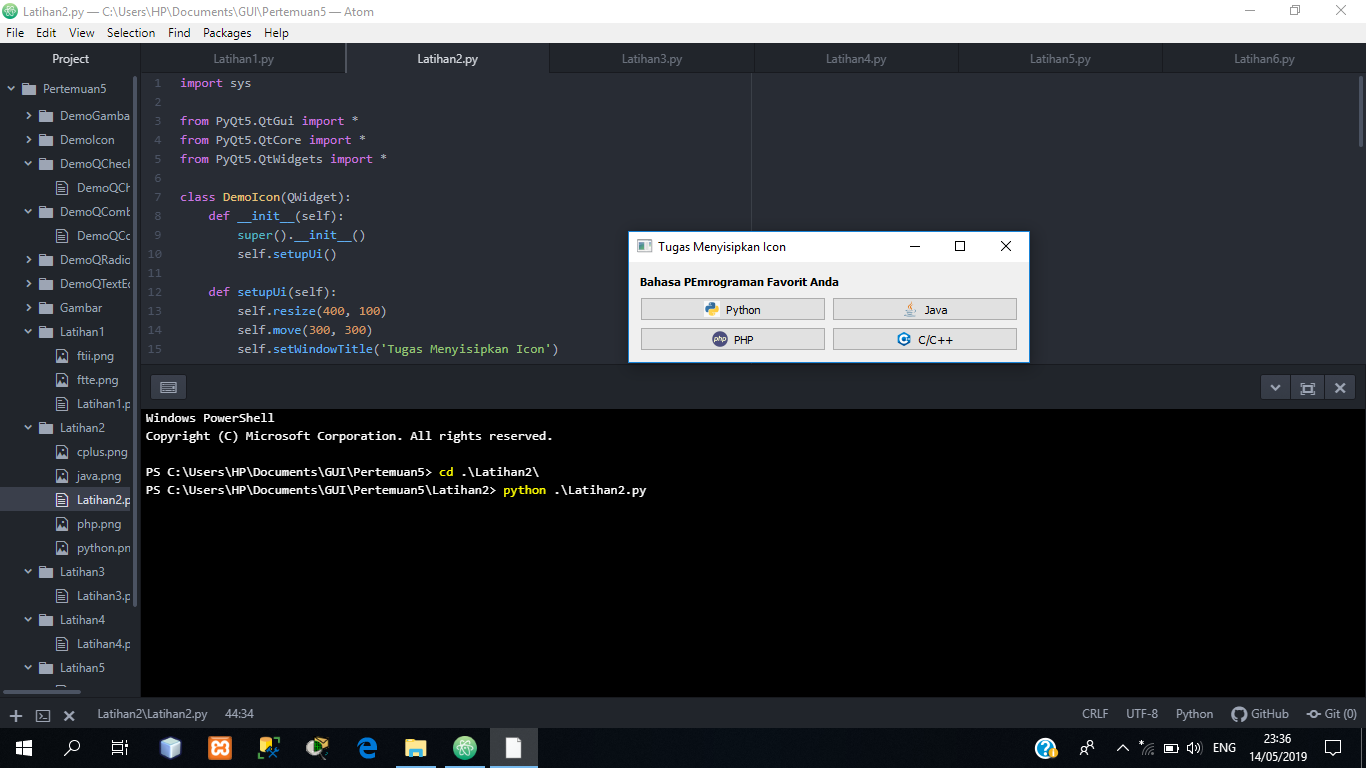 Latihan2.py — C:\Users\HP\Documents\GUI\Pertemuan5 — Atom
File Edit View Selection Find Packages Help
Project
Latihan1.py Latihan2.py Latihan3.py Latihan4.py Latihan5.py Latihan6.py
Pertemuan5
DemoGamba
DemoIcon
DemoQChec
DemoQCh
DemoQComb
DemoQCo
DemoQRadio
DemoQTextEd
Gambar
Latihan1
ftii.png
ftte.png
Latihan1.p
Latihan2
cplus.png
java.png
Latihan2.p
php.png
python.pn
Latihan3
Latihan3.p
Latihan4
Latihan4.p
Latihan5
1 import sys
2
3 from PyQt5.QtGui import *
4 from PyQt5.QtCore import *
5 from PyQt5.QtWidgets import *
6
7 class DemoIcon(QWidget):
8 def __init__(self):
9 super().__init__()
10 self.setupUi()
11
12 def setupUi(self):
13 self.resize(400, 100)
14 self.move(300, 300)
15 self.setWindowTitle('Tugas Menyisipkan Icon')
Tugas Menyisipkan Icon
Bahasa PEmrograman Favorit Anda
Python Java
php PHP C/C++
Windows PowerShell
Copyright (C) Microsoft Corporation. All rights reserved.
PS C:\Users\HP\Documents\GUI\Pertemuan5> cd .\Latihan2\
PS C:\Users\HP\Documents\GUI\Pertemuan5\Latihan2> python .\Latihan2.py
Latihan2\Latihan2.py 44:34 CRLF UTF-8 Python GitHub Git (0)
ENG 23:36
14/05/2019